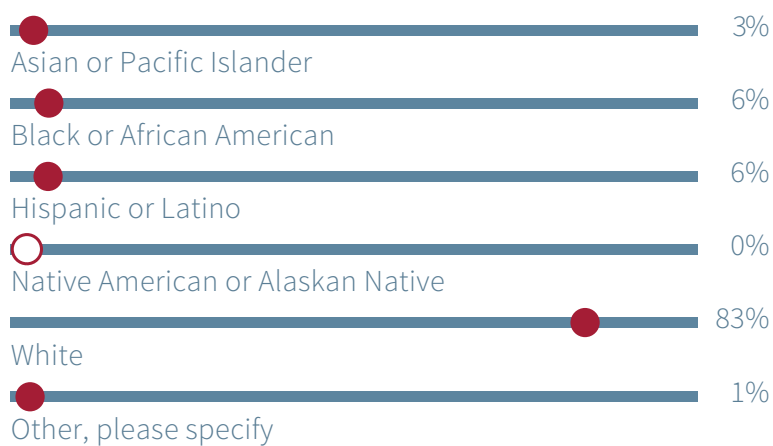 3%
Asian or Pacific Islander
6%
Black or African American
6%
Hispanic or Latino
0%
Native American or Alaskan Native
83%
White
1%
Other, please specify